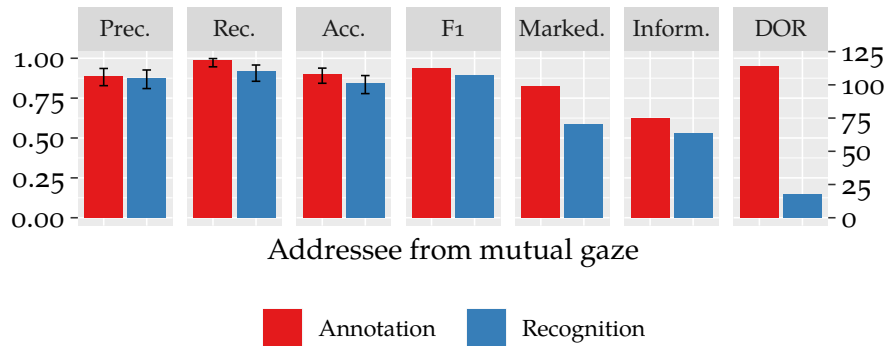 Prec. Rec. Acc. F1 Marked. Inform. DOR
1.00 125
0.75 100
0.50 75
0.25 50
0.00 25
0
Addressee from mutual gaze
Annotation Recognition